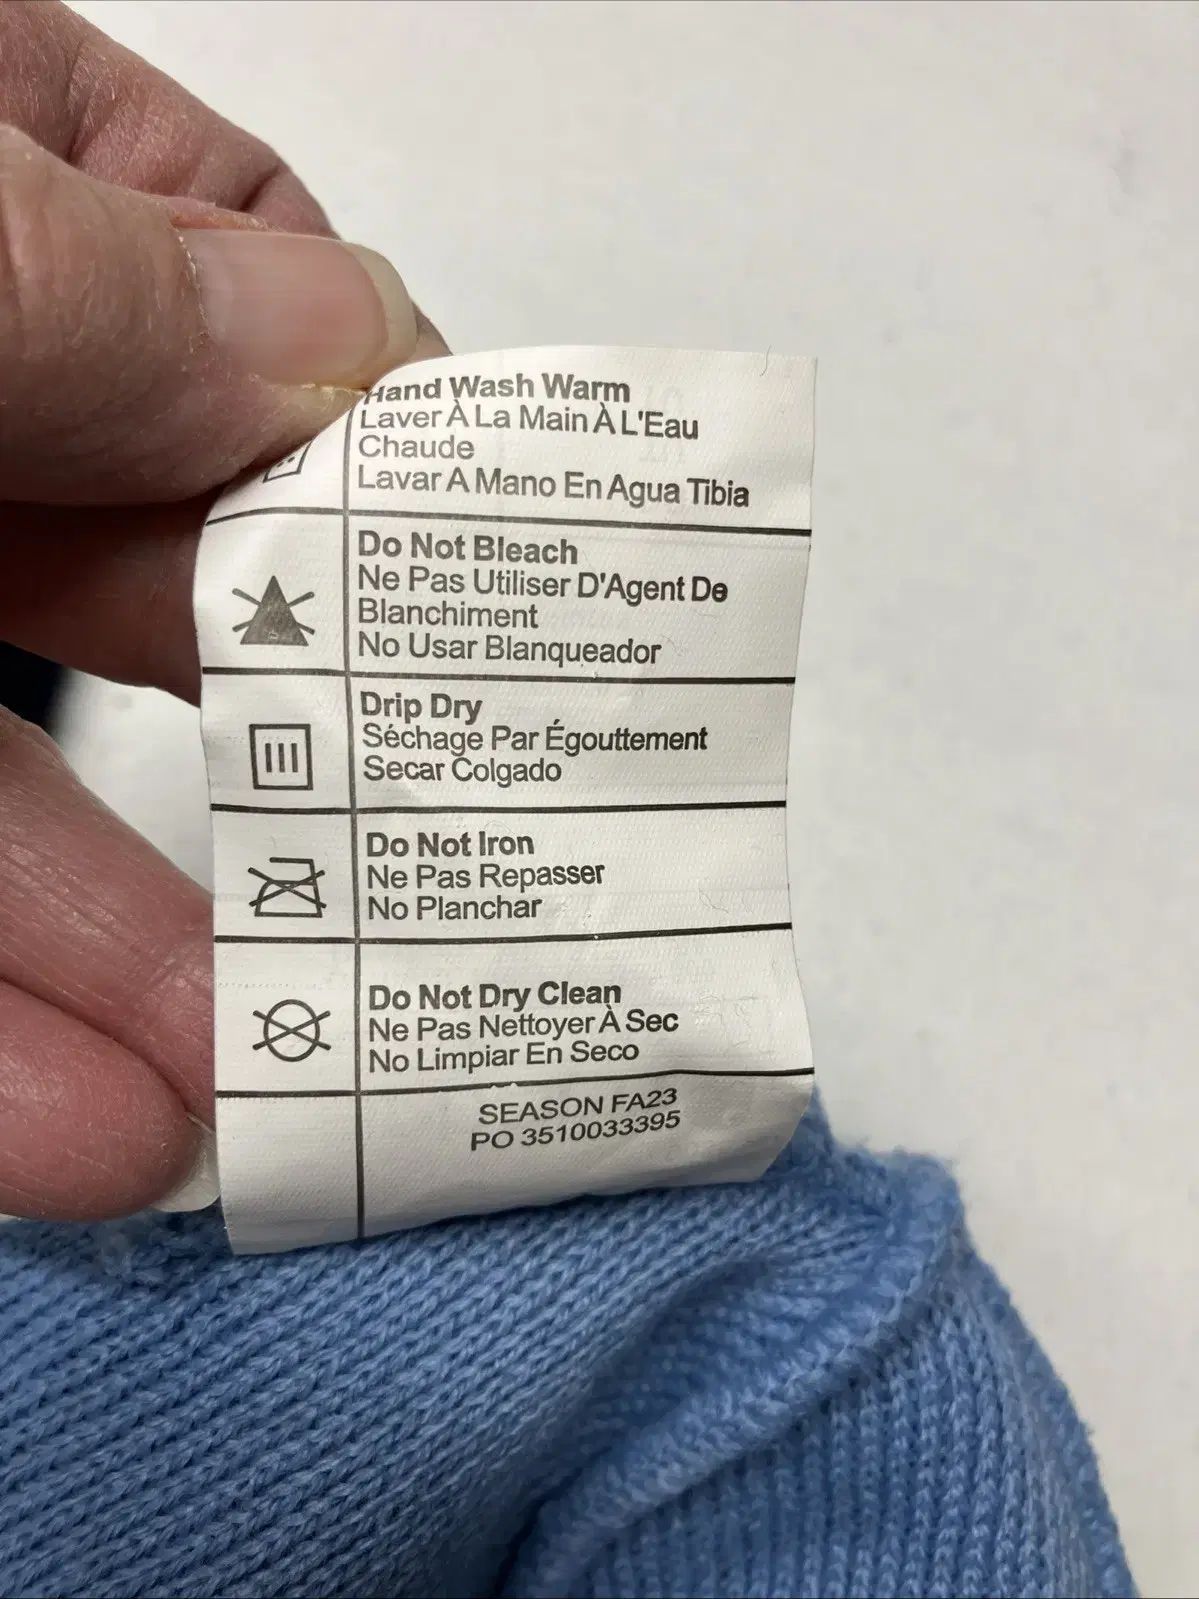 Hand Wash Warm
Laver À La Main À L'Eau
Chaude
Lavar A Mano En Agua Tibia
Do Not Bleach
Ne Pas Utiliser D'Agent De
Blanchiment
No Usar Blanqueador
Drip Dry
Séchage Par Égouttement
Secar Colgado
Do Not Iron
Ne Pas Repasser
No Planchar
Do Not Dry Clean
Ne Pas Nettoyer À Sec
No Limpiar En Seco
SEASON FA23
PO 3510033395